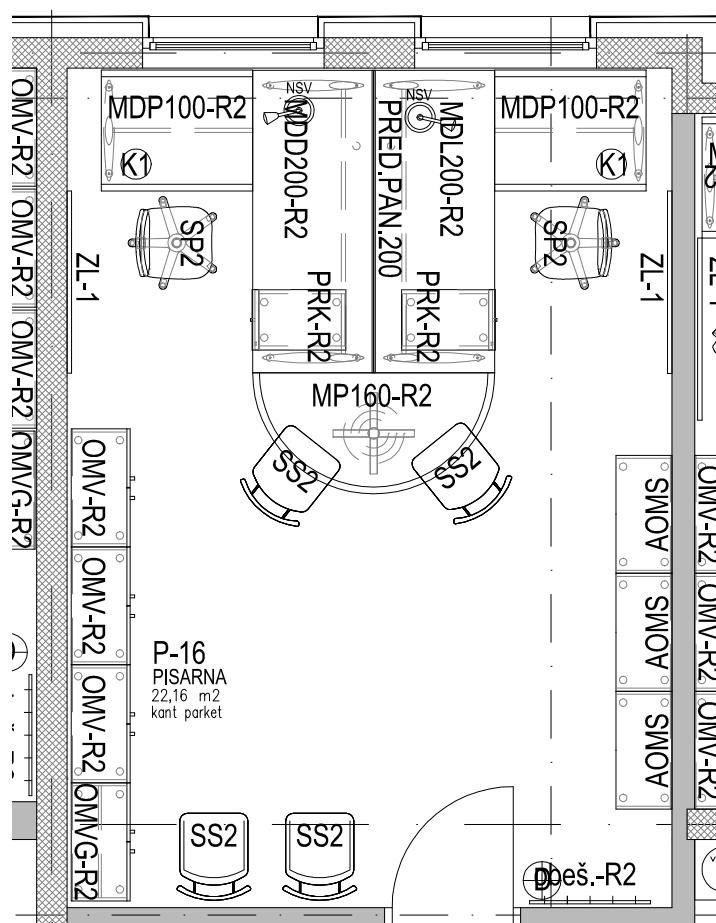 NSV
NSV
MDP100-R2
MDD200-R2
PRED.PAN.200
MDL200-R2
MDP100-R2
K1
K1
OMV-R2
OMV-R2
OMV-R2
OMVG-R2
SP2
SP2
ZL-1
ZL-1
PRK-R2
PRK-R2
MP160-R2
SS2
SS2
OMV-R2
OMV-R2
OMV-R2
OMVG-R2
AOMS
AOMS
AOMS
OMV-R2
OMV-R2
OMV-R2
P-16
PISARNA
22,16 m2
kant parket
SS2
SS2